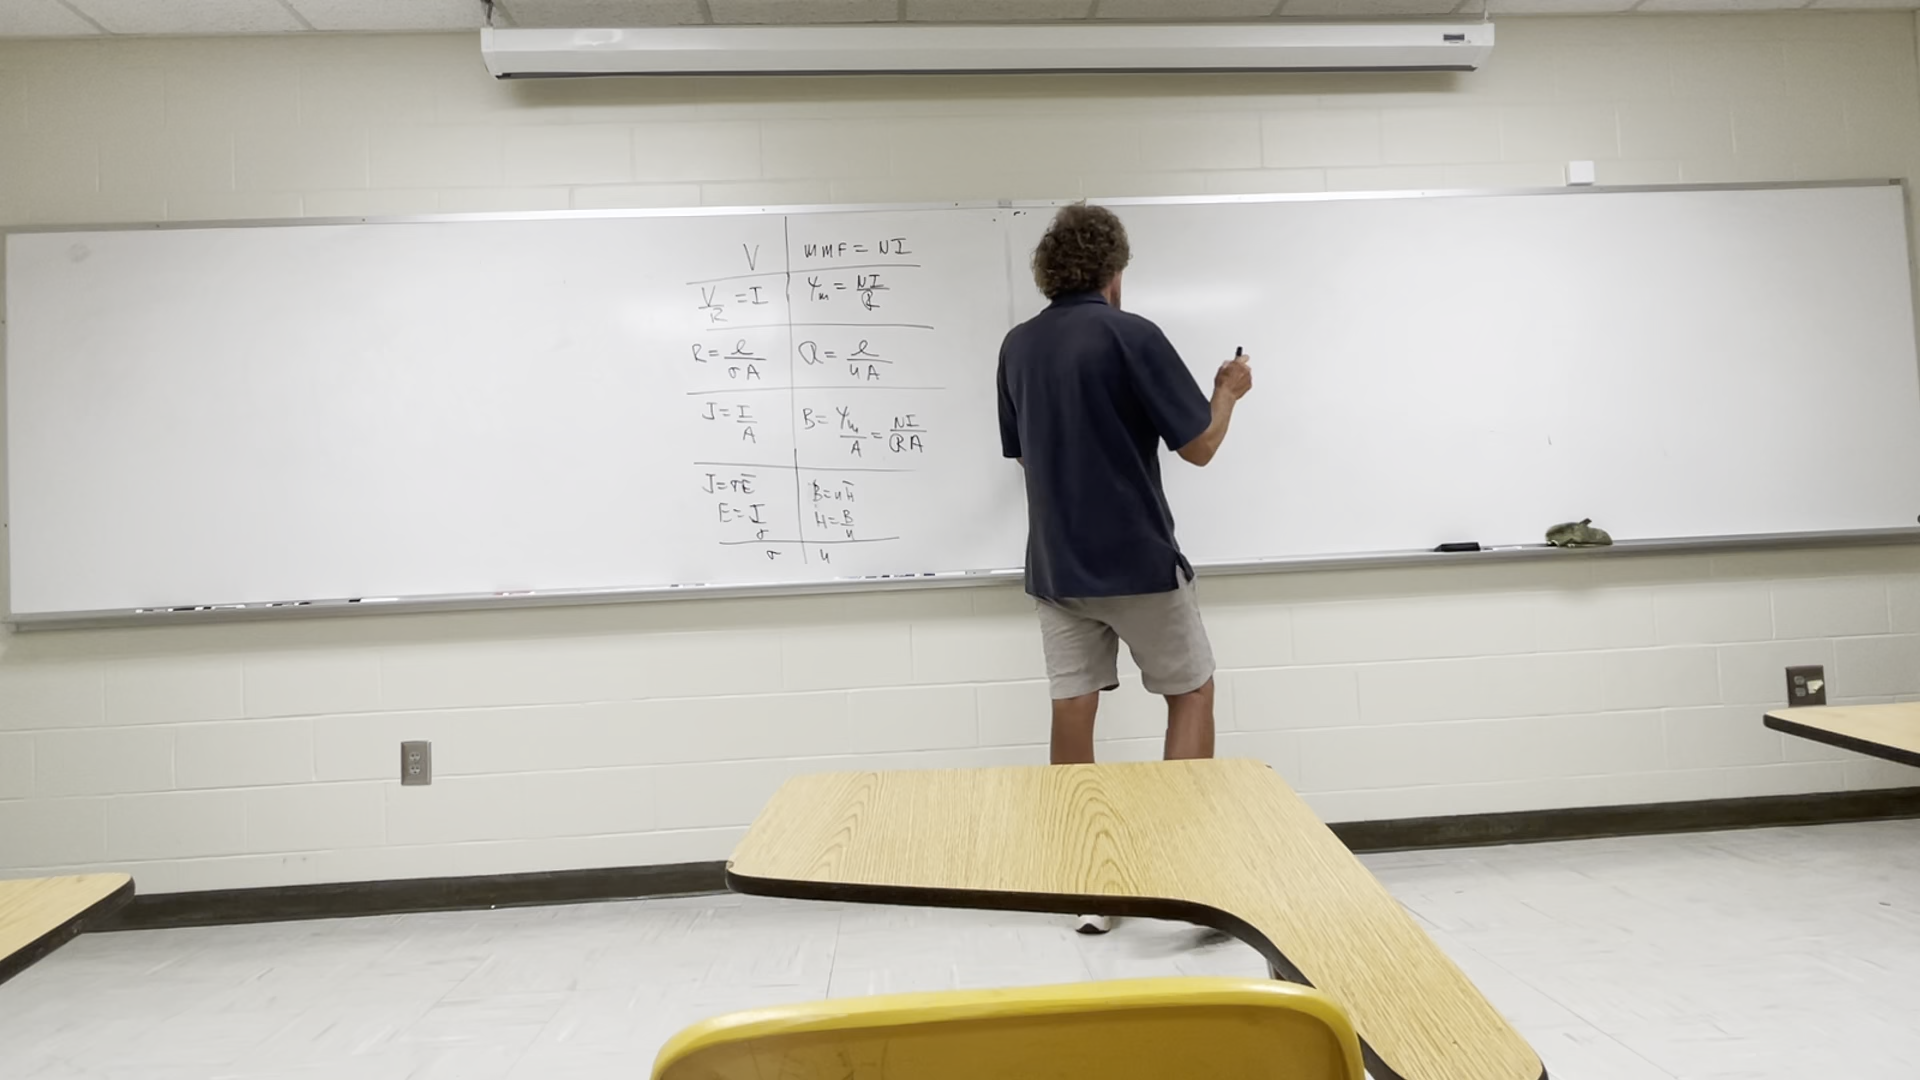 V mmF = NI
V/R = I Ψm = NI/R
R = l/σA R = l/μA
J = I/A B = Ψm/A = NI/RA
J = σE̅ B = μH̅
E = J/σ H = B/μ
σ μ